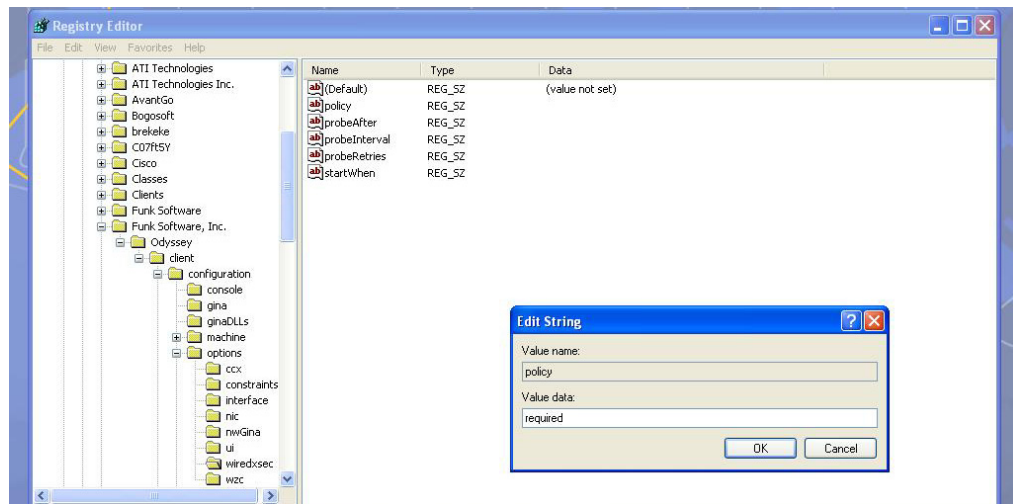 Registry Editor
File Edit View Favorites Help
ATI Technologies
ATI Technologies Inc.
AvantGo
Bogosoft
brekeke
C07ft5Y
Cisco
Classes
Clients
Funk Software
Funk Software, Inc.
Odyssey
client
configuration
console
gina
ginaDLLs
machine
options
ccx
constraints
interface
nic
nwGina
ui
wiredxsec
wzc
Name Type Data
(Default) REG_SZ (value not set)
policy REG_SZ
probeAfter REG_SZ
probeInterval REG_SZ
probeRetries REG_SZ
startWhen REG_SZ
Edit String
Value name:
policy
Value data:
required
OK Cancel